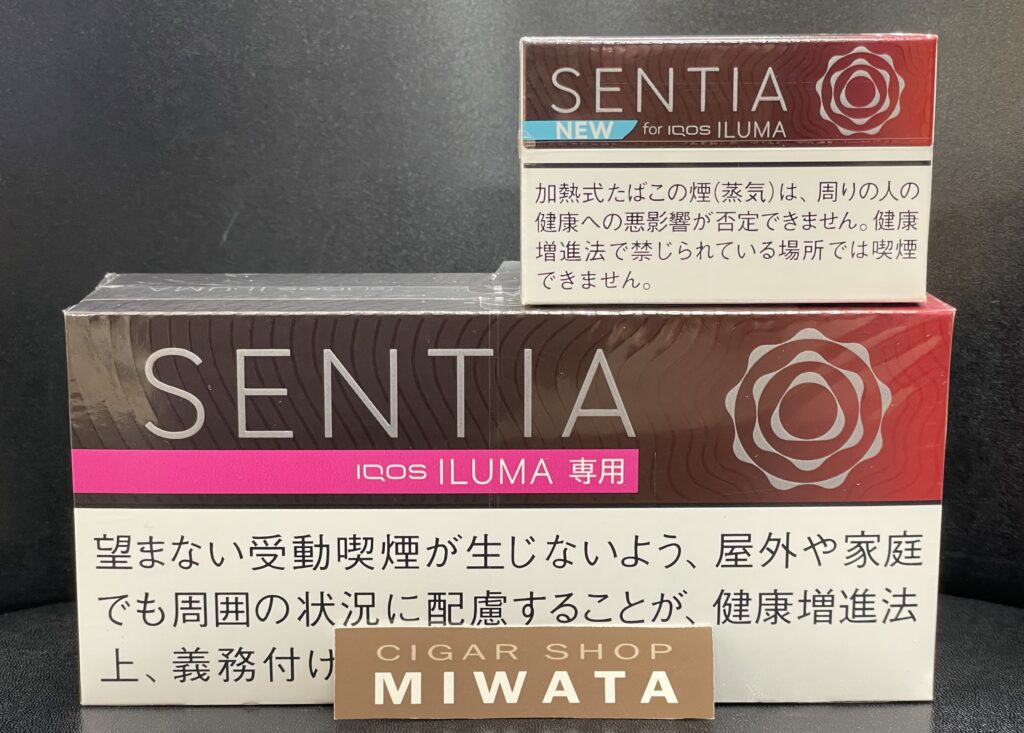 SENTIA
NEW for IQOS ILUMA
加熱式たばこの煙(蒸気)は、周りの人の
健康への悪影響が否定できません。健康
増進法で禁じられている場所では喫煙
できません。
SENTIA
IQOS ILUMA 専用
望まない受動喫煙が生じないよう、屋外や家庭
でも周囲の状況に配慮することが、健康増進法
上、義務付け
CIGAR SHOP
MIWATA